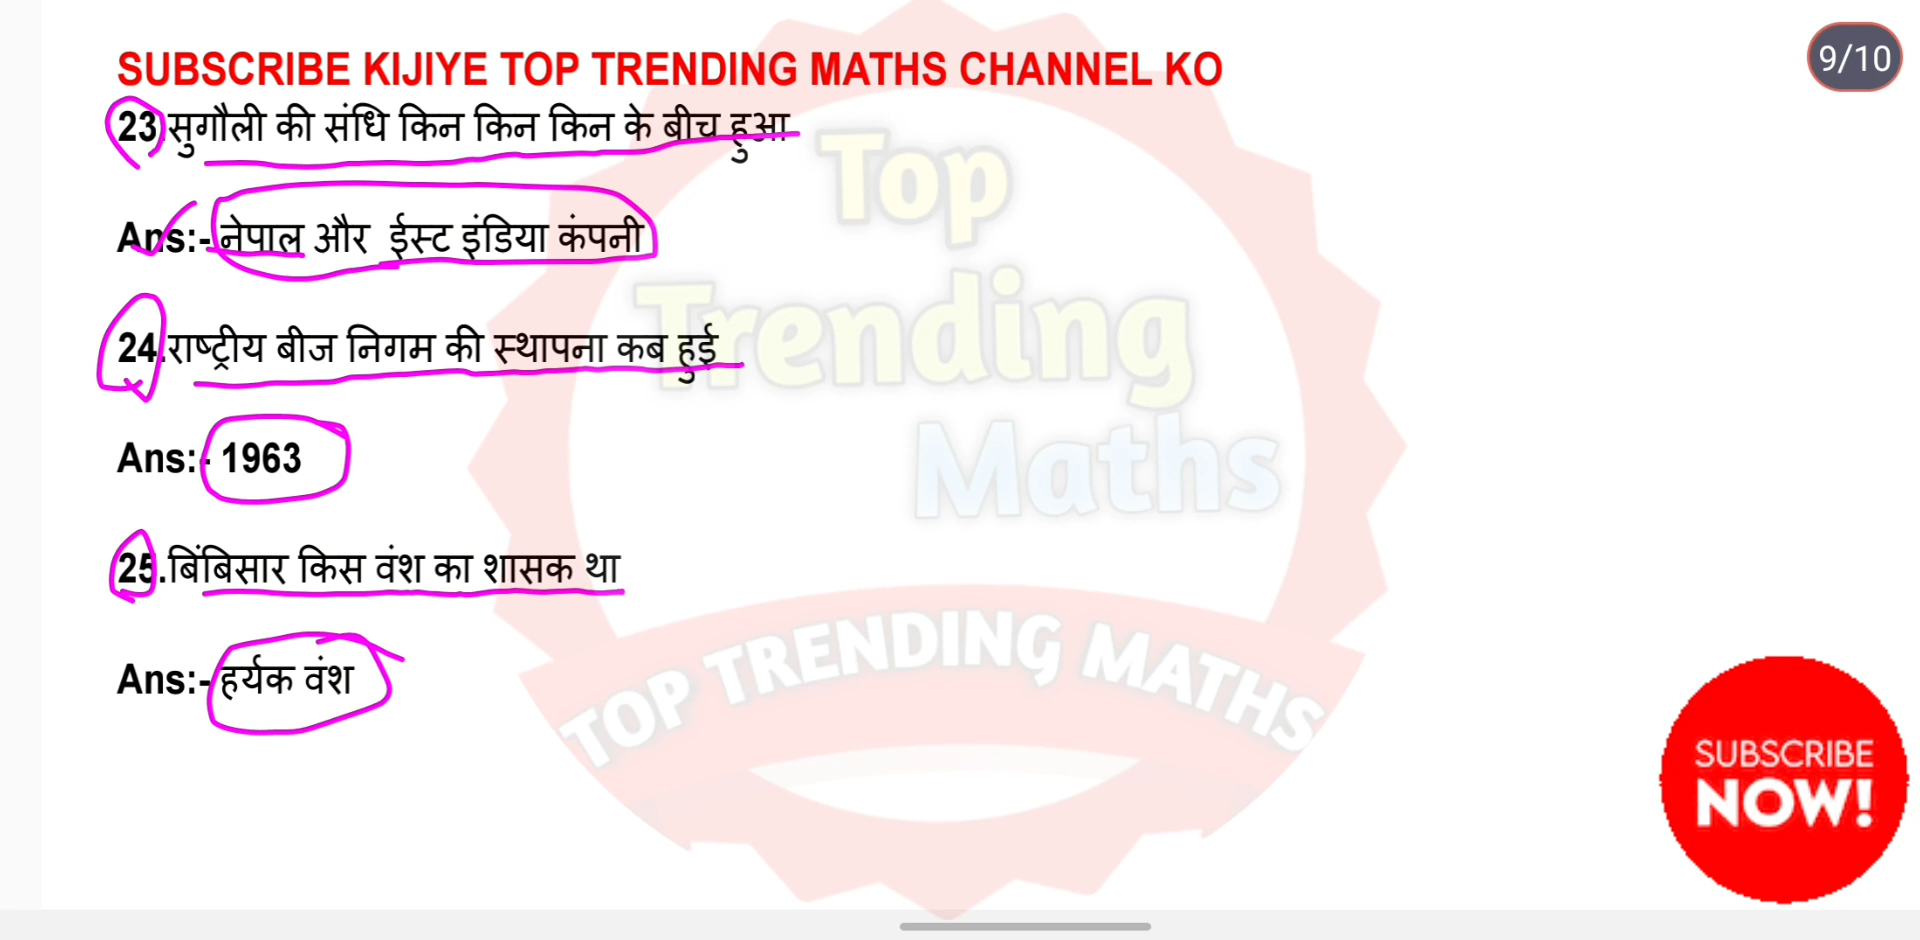 SUBSCRIBE KIJIYE TOP TRENDING MATHS CHANNEL KO
9/10
23.सुगौली की संधि किन किन किन के बीच हुआ
Ans:- नेपाल और ईस्ट इंडिया कंपनी
24.राष्ट्रीय बीज निगम की स्थापना कब हुई
Ans:- 1963
25.बिंबिसार किस वंश का शासक था
Ans:- हर्यक वंश
Top
Trending
Maths
TOP TRENDING MATHS
SUBSCRIBE
NOW!